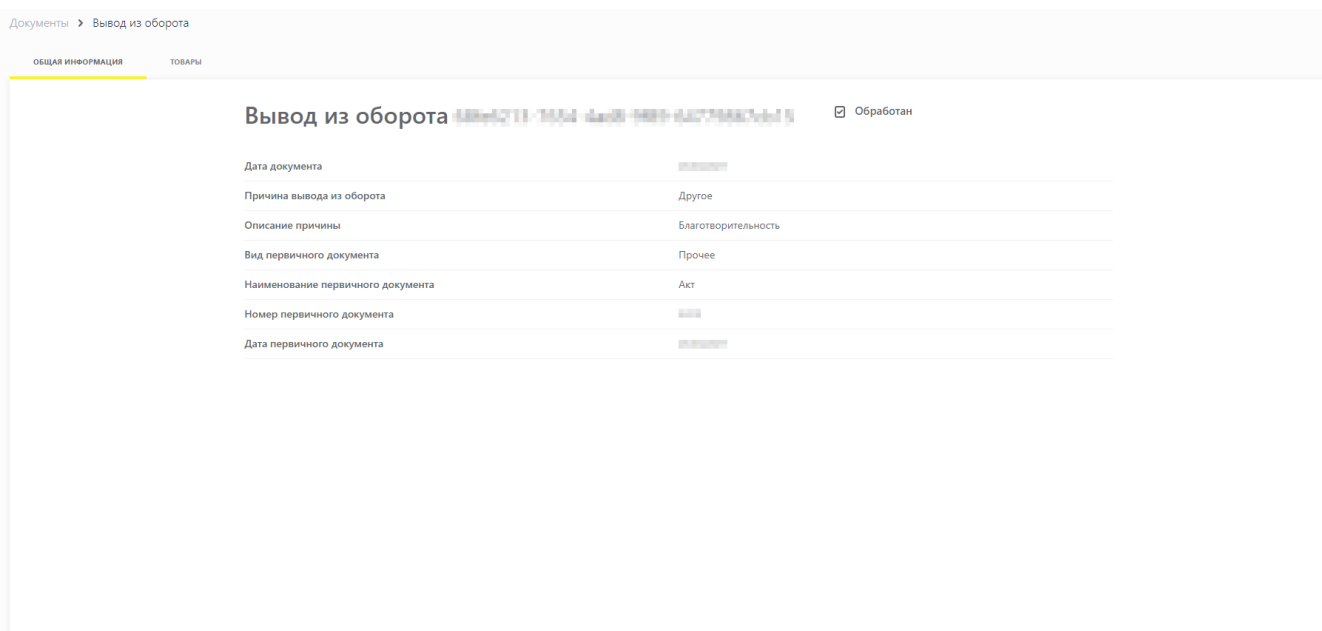 Документы > Вывод из оборота
ОБЩАЯ ИНФОРМАЦИЯ ТОВАРЫ
Вывод из оборота Обработан
Дата документа
Причина вывода из оборота Другое
Описание причины Благотворительность
Вид первичного документа Прочее
Наименование первичного документа Акт
Номер первичного документа
Дата первичного документа